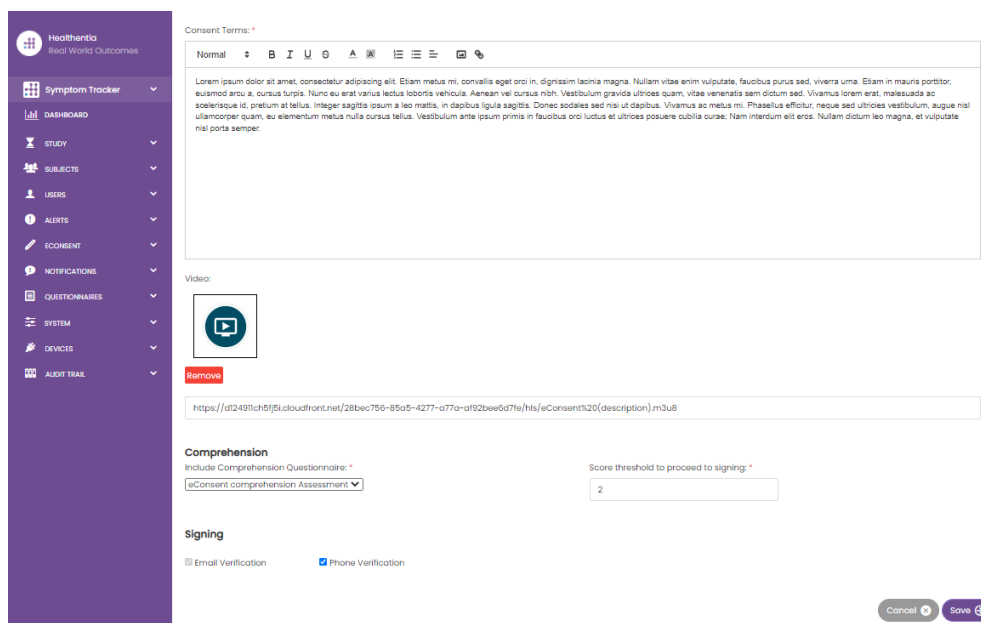 Healthentia
Real World Outcomes
Symptom Tracker
DASHBOARD
STUDY
SUBJECTS
USERS
ALERTS
ECONSENT
NOTIFICATIONS
QUESTIONNAIRES
SYSTEM
DEVICES
AUDIT TRAIL
Consent Terms: *
Normal B I U S A A
Lorem ipsum dolor sit amet, consectetur adipiscing elit. Etiam metus mi, convallis eget orci in, dignissim lacinia magna. Nullam vitae enim vulputate, faucibus purus sed, viverra urna. Etiam in mauris porttitor,
euismod arcu a, cursus turpis. Nunc eu erat varius lectus lobortis vehicula. Aenean vel cursus nibh. Vestibulum gravida ultrices quam, vitae venenatis sem dictum sed. Vivamus lorem erat, malesuada ac
scelerisque id, pretium at tellus. Integer sagittis ipsum a leo mattis, in dapibus ligula sagittis. Donec sodales sed nisi ut dapibus. Vivamus ac metus mi. Phasellus efficitur, neque sed ultricies vestibulum, augue nisl
ullamcorper quam, eu elementum metus nulla cursus tellus. Vestibulum ante ipsum primis in faucibus orci luctus et ultrices posuere cubilia curae; Nam interdum elit eros. Nullam dictum leo magna, et vulputate
nisl porta semper.
Video:
Remove
https://d124911ch5fj5i.cloudfront.net/28bec756-85a5-4277-a77a-af92bee6d7fe/hls/eConsent%20(description).m3u8
Comprehension
Include Comprehension Questionnaire: *
eConsent comprehension Assessment
Score threshold to proceed to signing: *
2
Signing
Email Verification
Phone Verification
Cancel
Save